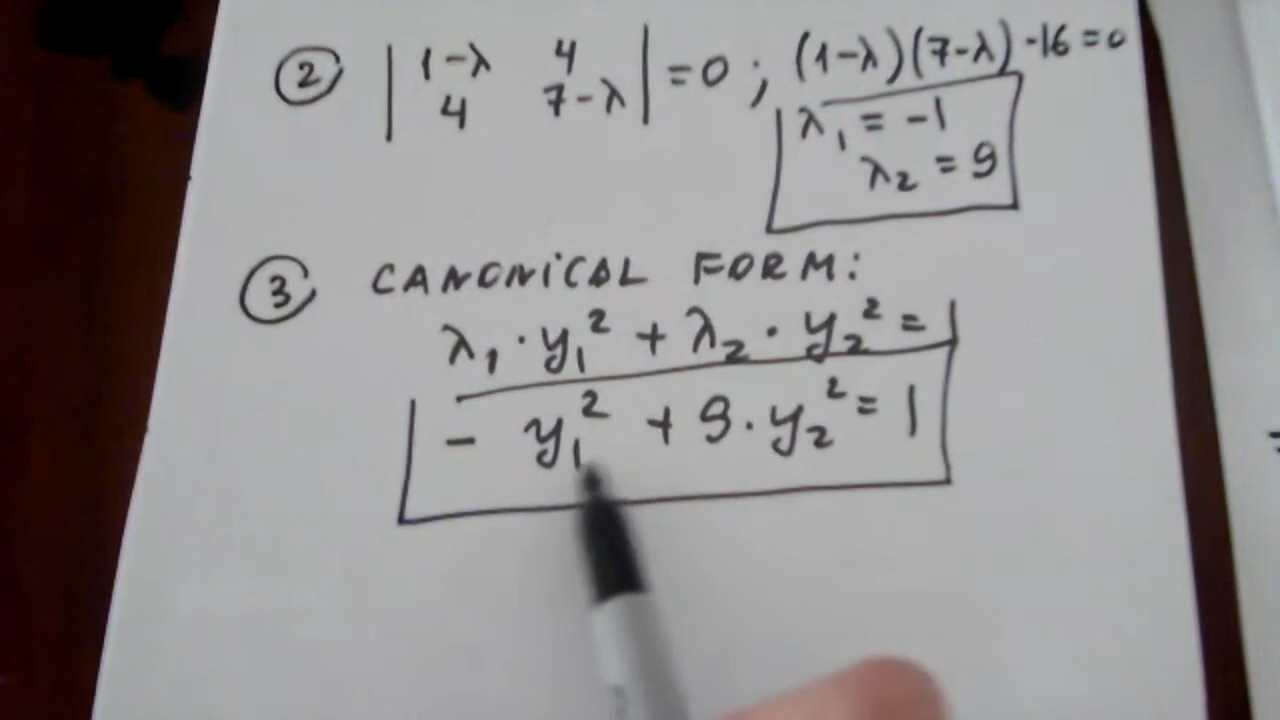 ② | 1-λ 4 | = 0 ; (1-λ)(7-λ) -16 = 0
| 4 7-λ |
λ₁ = -1
λ₂ = 9
③ CANONICAL FORM:
λ₁ · y₁² + λ₂ · y₂² = 1
- y₁² + 9 · y₂² = 1